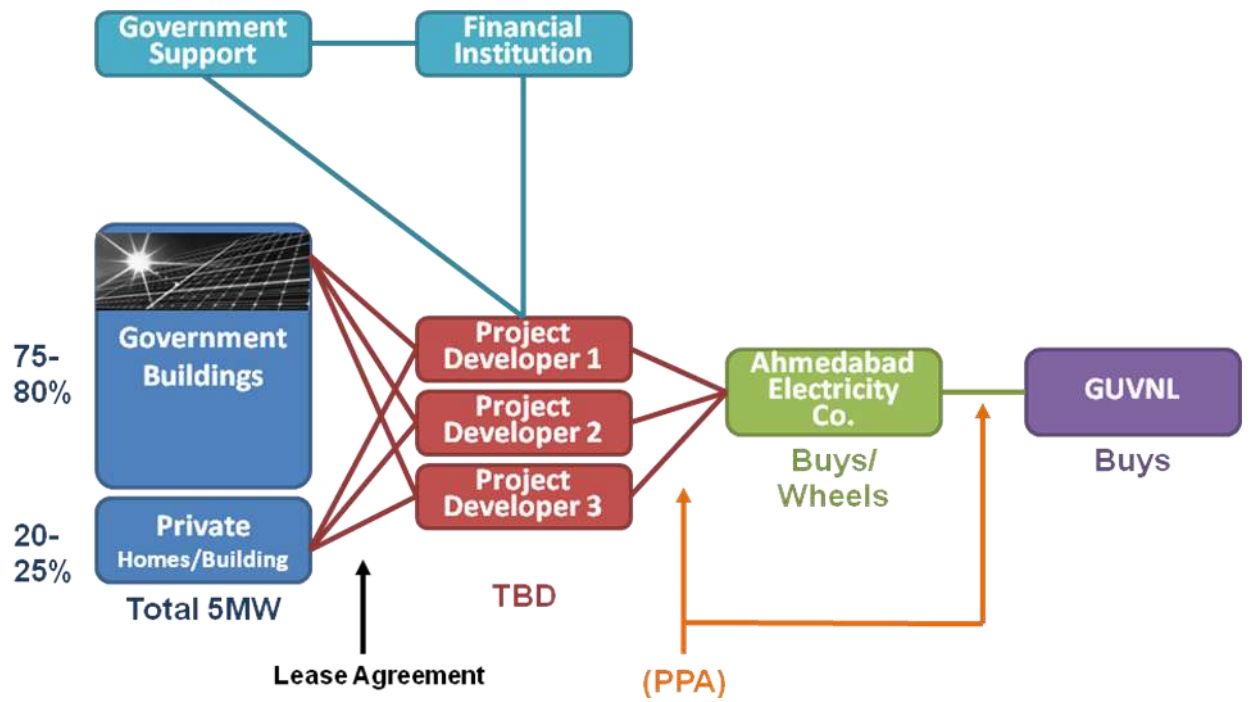 Government
Support
Financial
Institution
75-
80%
Government
Buildings
20-
25%
Private
Homes/Building
Total 5MW
Project
Developer 1
Project
Developer 2
Project
Developer 3
TBD
Lease Agreement
Ahmedabad
Electricity
Co.
Buys/
Wheels
(PPA)
GUVNL
Buys